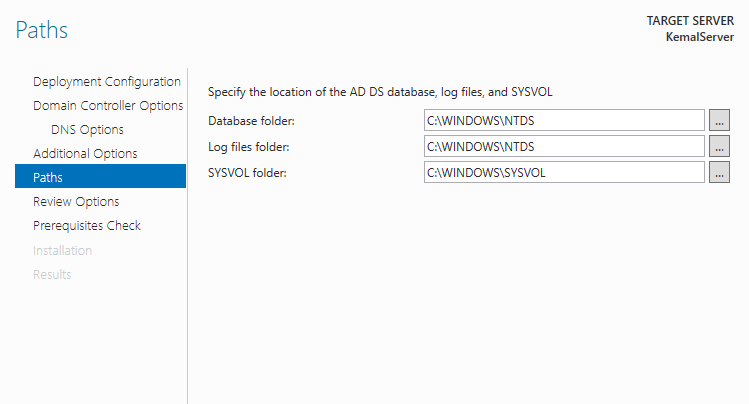 Paths
TARGET SERVER
KemalServer
Deployment Configuration
Domain Controller Options
DNS Options
Additional Options
Paths
Review Options
Prerequisites Check
Installation
Results
Specify the location of the AD DS database, log files, and SYSVOL
Database folder: C:\WINDOWS\NTDS ...
Log files folder: C:\WINDOWS\NTDS ...
SYSVOL folder: C:\WINDOWS\SYSVOL ...